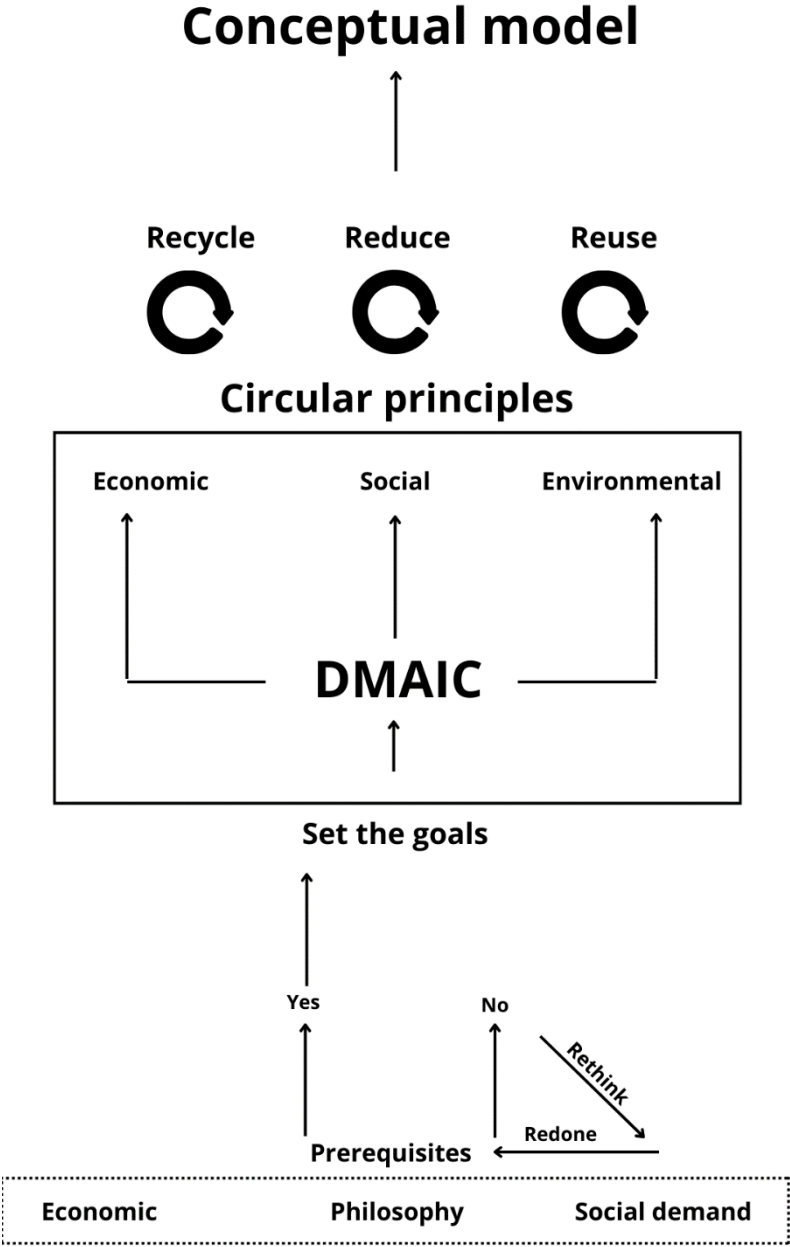 Conceptual model
Recycle Reduce Reuse
Circular principles
Economic Social Environmental
DMAIC
Set the goals
Yes No
Rethink
Redone
Prerequisites
Economic Philosophy Social demand